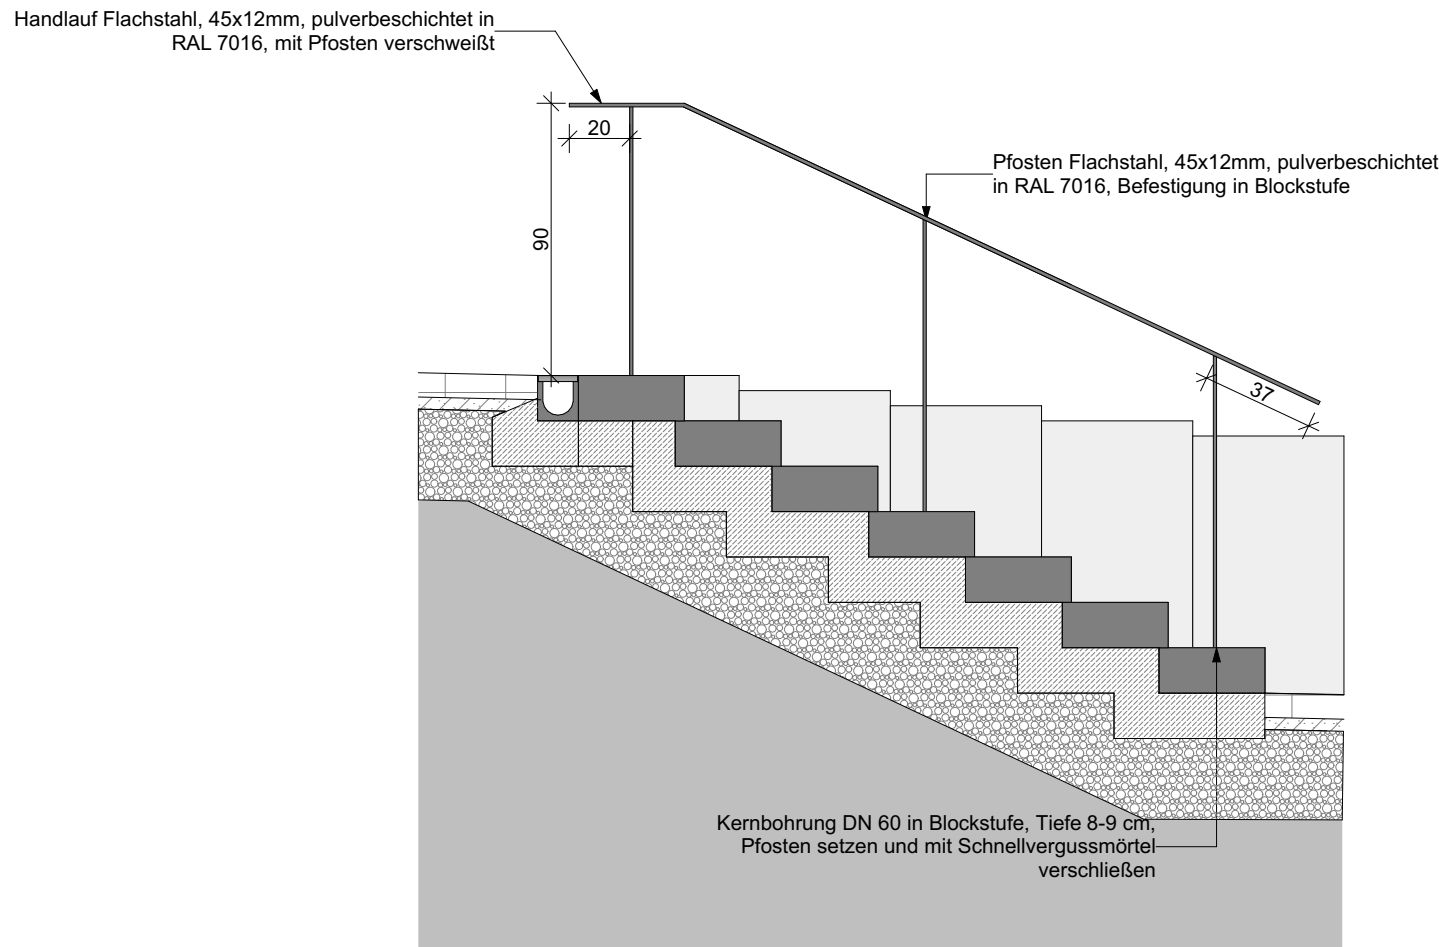 Handlauf Flachstahl, 45x12mm, pulverbeschichtet in
RAL 7016, mit Pfosten verschweißt
20
Pfosten Flachstahl, 45x12mm, pulverbeschichtet
in RAL 7016, Befestigung in Blockstufe
90
37
Kernbohrung DN 60 in Blockstufe, Tiefe 8-9 cm,
Pfosten setzen und mit Schnellvergussmörtel
verschließen